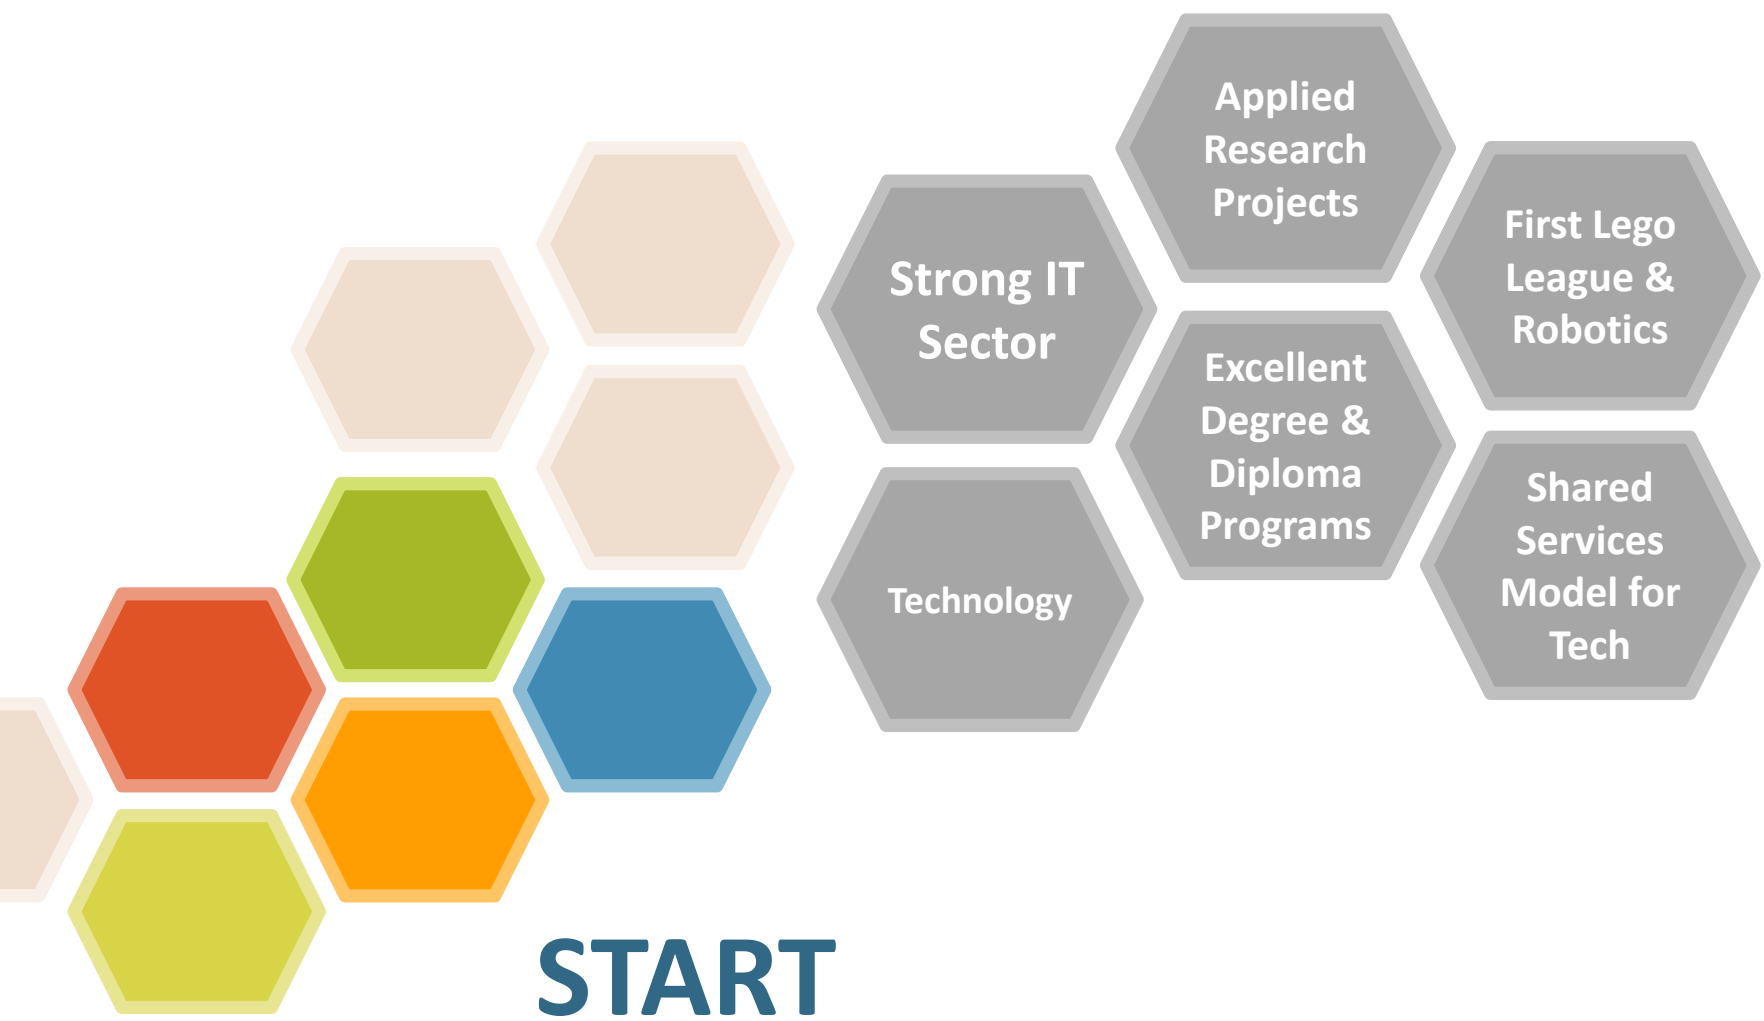 Applied
Research
Projects
First Lego
League &
Robotics
Strong IT
Sector
Excellent
Degree &
Diploma
Programs
Shared
Services
Model for
Tech
Technology
START